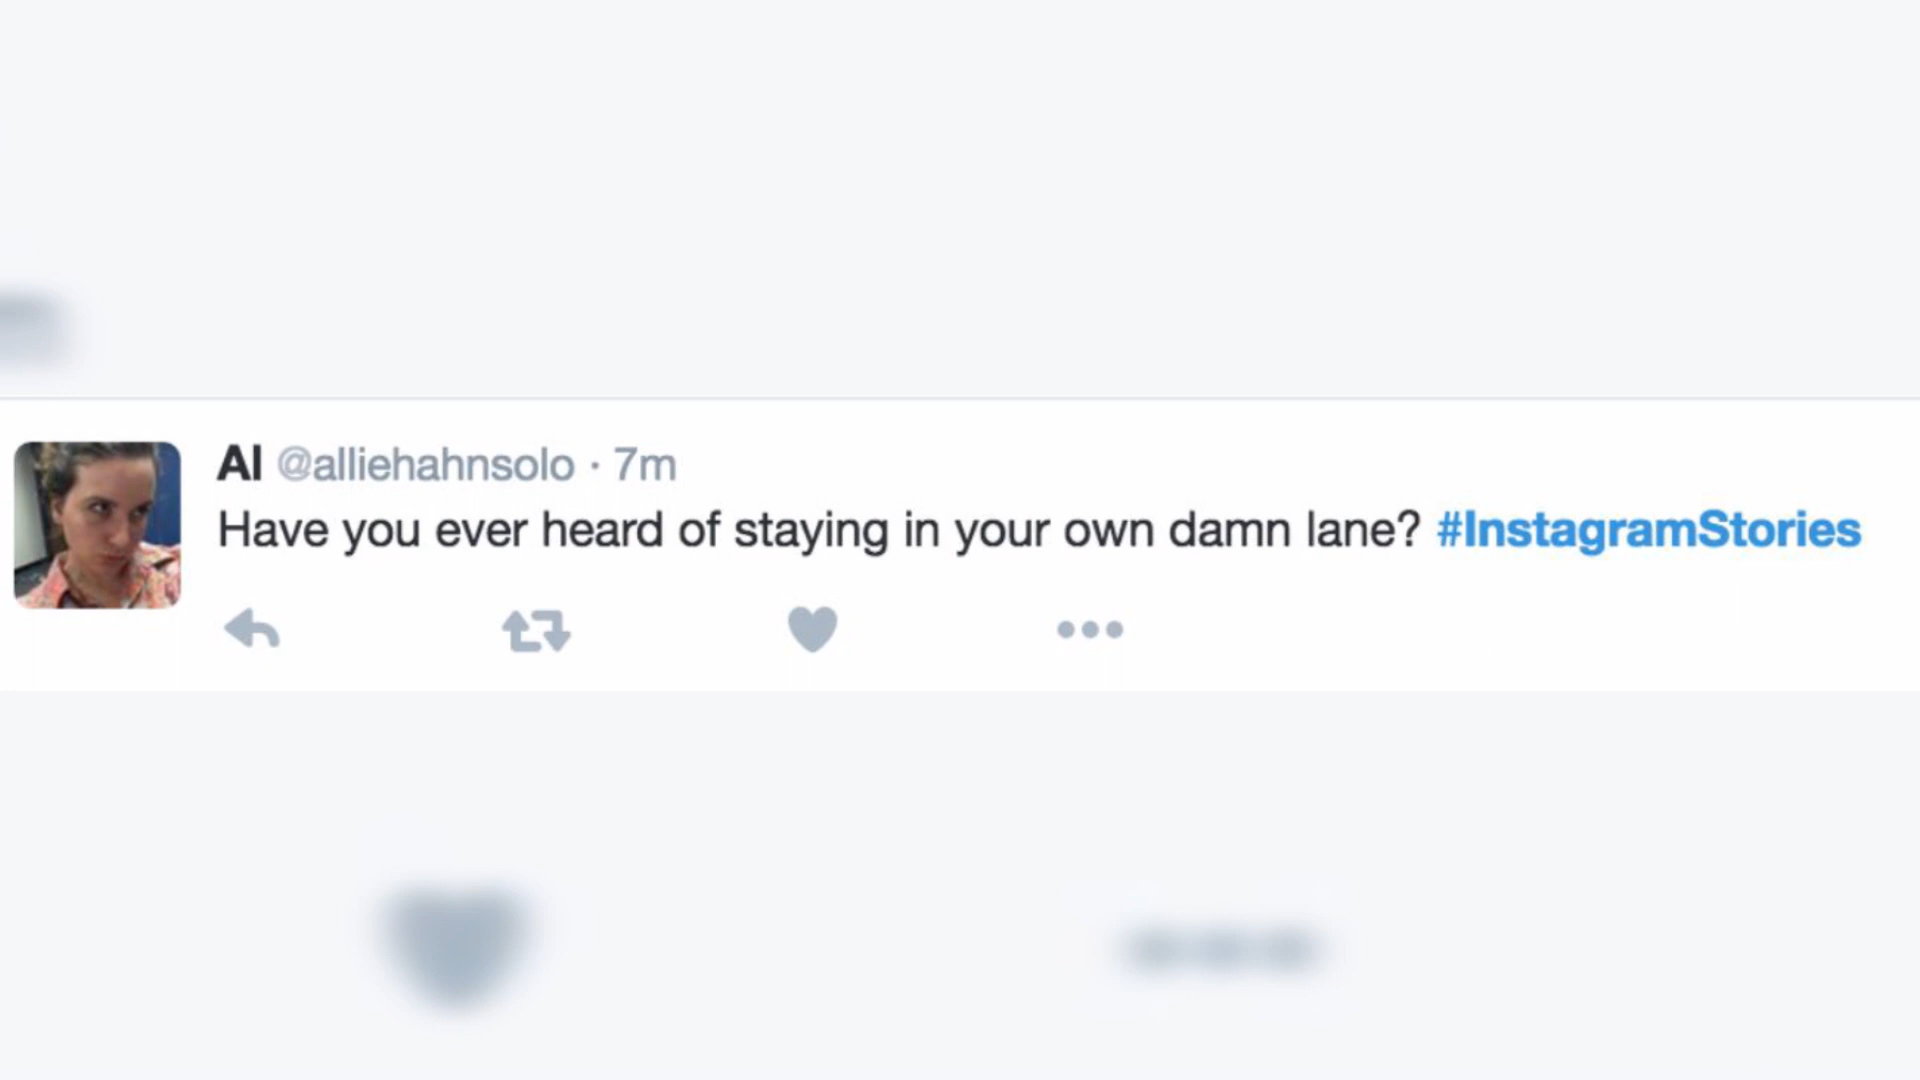 Al @alliehahnsolo · 7m
Have you ever heard of staying in your own damn lane? #InstagramStories